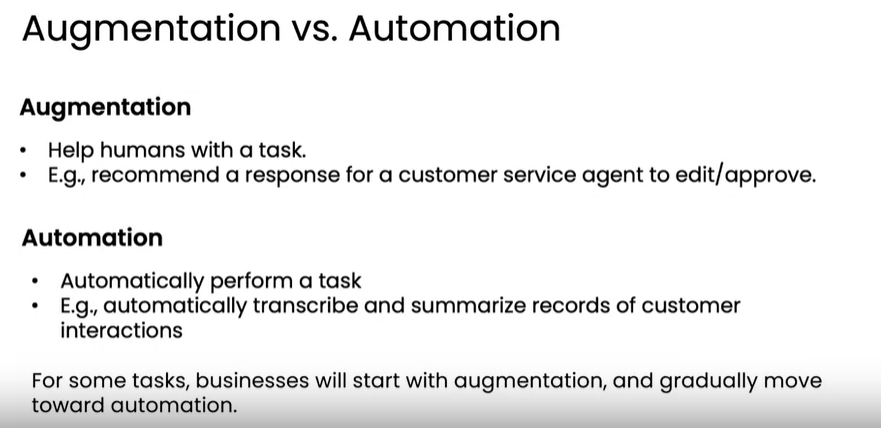 Augmentation vs. Automation
Augmentation
• Help humans with a task.
• E.g., recommend a response for a customer service agent to edit/approve.
Automation
• Automatically perform a task
• E.g., automatically transcribe and summarize records of customer
interactions
For some tasks, businesses will start with augmentation, and gradually move
toward automation.